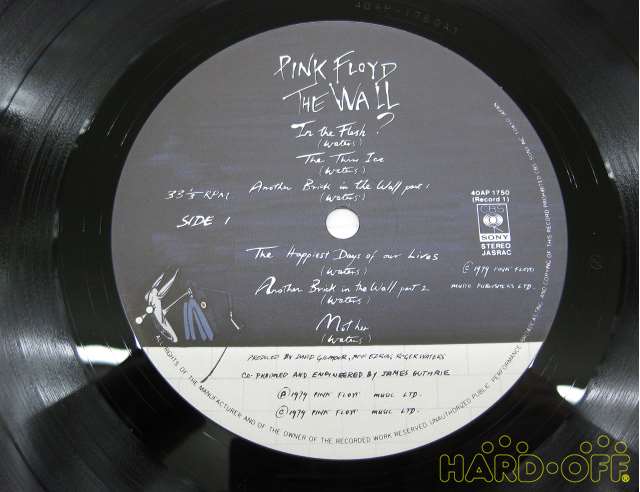 40AP-1750A1
PINK FLOYD
THE WALL
In the Flesh?
(Waters)
The Thin Ice
(Waters)
Another Brick in the Wall part 1
(Waters)
33 1/3 RPM
SIDE 1
40AP 1750
(Record 1)
CBS
SONY
STEREO
JASRAC
The Happiest Days of our Lives
(Waters)
Another Brick in the Wall part 2
(Waters)
Mother
(Waters)
© 1979 PINK FLOYD
MUSIC PUBLISHERS LTD.
PRODUCED BY DAVID GILMOUR, BOB EZRIN, ROGER WATERS
CO-PRODUCED AND ENGINEERED BY JAMES GUTHRIE
℗ 1979 PINK FLOYD MUSIC LTD.
© 1979 PINK FLOYD MUSIC LTD.
ALL RIGHTS OF THE MANUFACTURER AND OF THE OWNER OF THE RECORDED WORK RESERVED. UNAUTHORIZED PUBLIC PERFORMANCE BROADCASTING AND COPYING OF THIS RECORD PROHIBITED
HARD-OFF